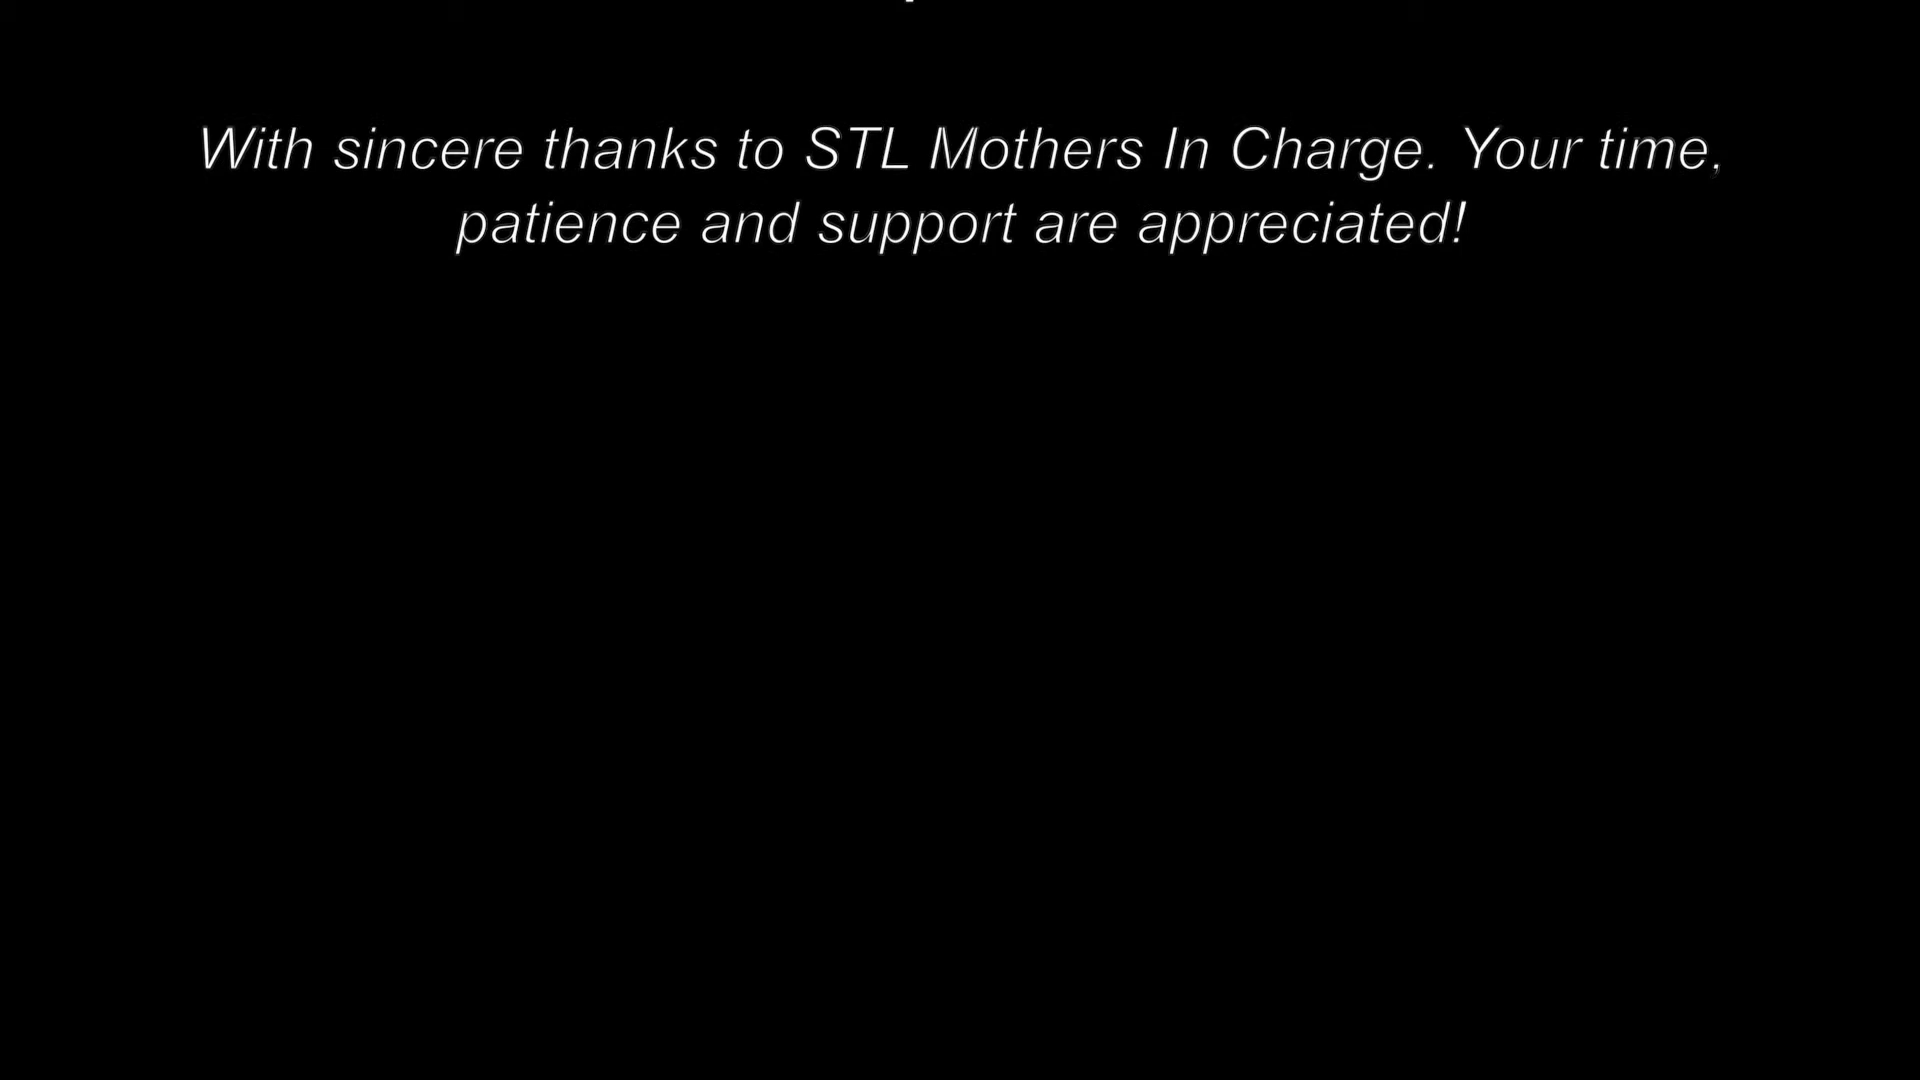 With sincere thanks to STL Mothers In Charge. Your time,
patience and support are appreciated!